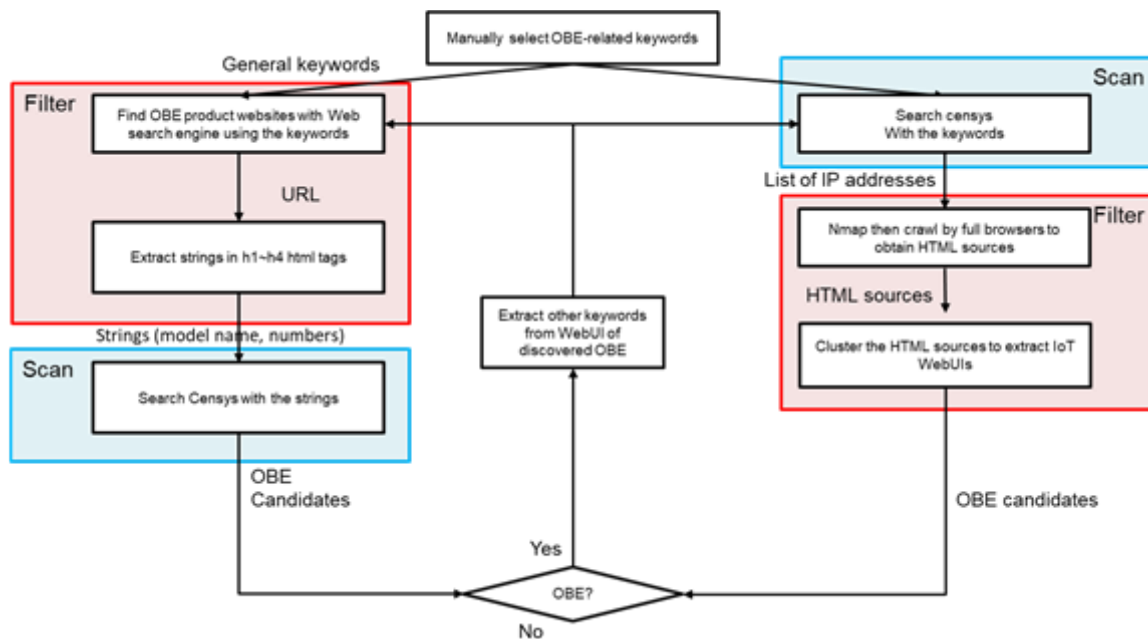 Manually select OBE-related keywords
General keywords
Filter
Find OBE product websites with Web
search engine using the keywords
URL
Extract strings in h1~h4 html tags
Strings (model name, numbers)
Scan
Search Censys with the strings
OBE
Candidates
Scan
Search censys
With the keywords
List of IP addresses
Filter
Nmap then crawl by full browsers to
obtain HTML sources
HTML sources
Cluster the HTML sources to extract IoT
WebUIs
OBE candidates
Extract other keywords
from WebUI of
discovered OBE
Yes
OBE?
No